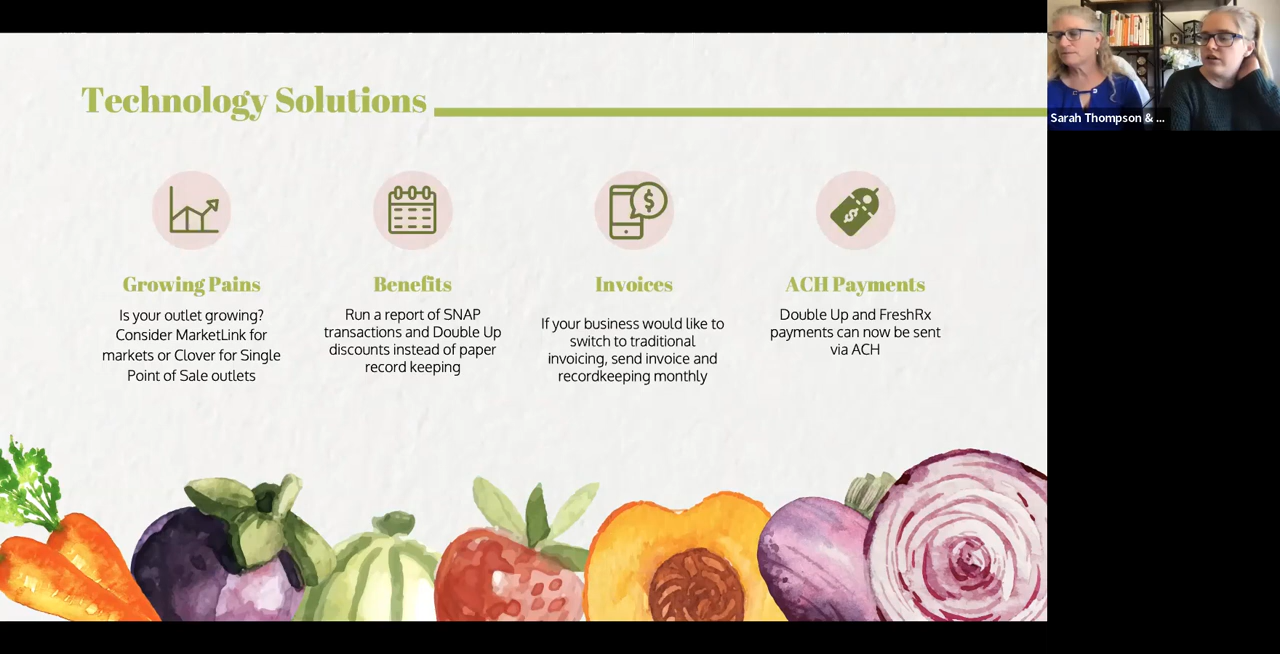 Technology Solutions
Sarah Thompson & ...
Growing Pains
Is your outlet growing?
Consider MarketLink for
markets or Clover for Single
Point of Sale outlets
Benefits
Run a report of SNAP
transactions and Double Up
discounts instead of paper
record keeping
Invoices
If your business would like to
switch to traditional
invoicing, send invoice and
recordkeeping monthly
ACH Payments
Double Up and FreshRx
payments can now be sent
via ACH